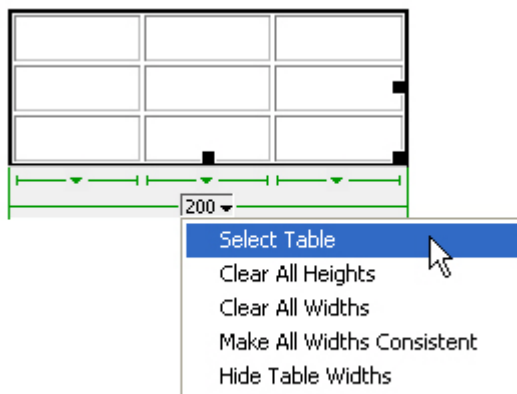 200
Select Table
Clear All Heights
Clear All Widths
Make All Widths Consistent
Hide Table Widths